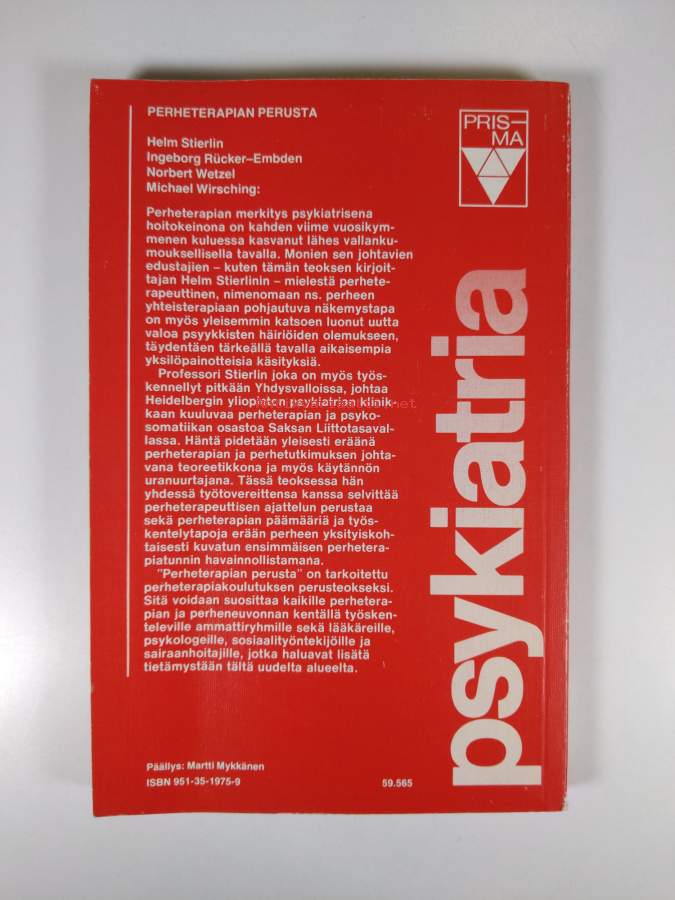 PERHETERAPIAN PERUSTA
Helm Stierlin
Ingeborg Rücker–Embden
Norbert Wetzel
Michael Wirsching:
Perheterapian merkitys psykiatrisena
hoitokeinona on kahden viime vuosikym-
menen kuluessa kasvanut lähes vallanku-
mouksellisella tavalla. Monien sen johtavien
edustajien – kuten tämän teoksen kirjoit-
tajan Helm Stierlinin – mielestä perhete-
rapeuttinen, nimenomaan ns. perheen
yhteisterapiaan pohjautuva näkemystapa
on myös yleisemmin katsoen luonut uutta
valoa psyykkisten häiriöiden olemukseen,
täydentäen tärkeällä tavalla aikaisempia
yksilöpainotteisia käsityksiä.
Professori Stierlin joka on myös työs-
kennellyt pitkään Yhdysvalloissa, johtaa
Heidelbergin yliopiston psykiatrian klinik-
kaan kuuluvaa perheterapian ja psyko-
somatiikan osastoa Saksan Liittotasaval-
lassa. Häntä pidetään yleisesti eräänä
perheterapian ja perhetutkimuksen johta-
vana teoreetikkona ja myös käytännön
uranuurtajana. Tässä teoksessa hän
yhdessä työtovereittensa kanssa selvittää
perheterapeuttisen ajattelun perustaa
sekä perheterapian päämääriä ja työs-
kentelytapoja erään perheen yksityiskoh-
taisesti kuvatun ensimmäisen perhetera-
piatunnin havainnollistamana.
"Perheterapian perusta" on tarkoitettu
perheterapiakoulutuksen perusteokseksi.
Sitä voidaan suosittaa kaikille perhetera-
pian ja perheneuvonnan kentällä työsken-
televille ammattiryhmille sekä lääkäreille,
psykologeille, sosiaalityöntekijöille ja
sairaanhoitajille, jotka haluavat lisätä
tietämystään tältä uudelta alueelta.
Päällys: Martti Mykkänen
ISBN 951-35-1975-9
59.565
PRIS–
MA
psykiatria